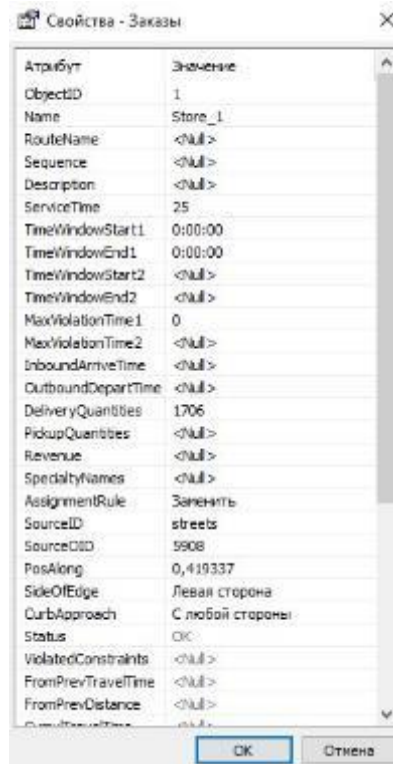 Свойства - Заказы
Атрибут Значение
ObjectID 1
Name Store_1
RouteName <Null>
Sequence <Null>
Description <Null>
ServiceTime 25
TimeWindowStart1 0:00:00
TimeWindowEnd1 0:00:00
TimeWindowStart2 <Null>
TimeWindowEnd2 <Null>
MaxViolationTime1 0
MaxViolationTime2 <Null>
InboundArriveTime <Null>
OutboundDepartTime <Null>
DeliveryQuantities 1706
PickupQuantities <Null>
Revenue <Null>
SpecialtyNames <Null>
AssignmentRule Заменить
SourceID streets
SourceOID 5908
PosAlong 0,419337
SideOfEdge Левая сторона
CurbApproach С любой стороны
Status OK
ViolatedConstraints <Null>
FromPrevTravelTime <Null>
FromPrevDistance <Null>
OK Отмена